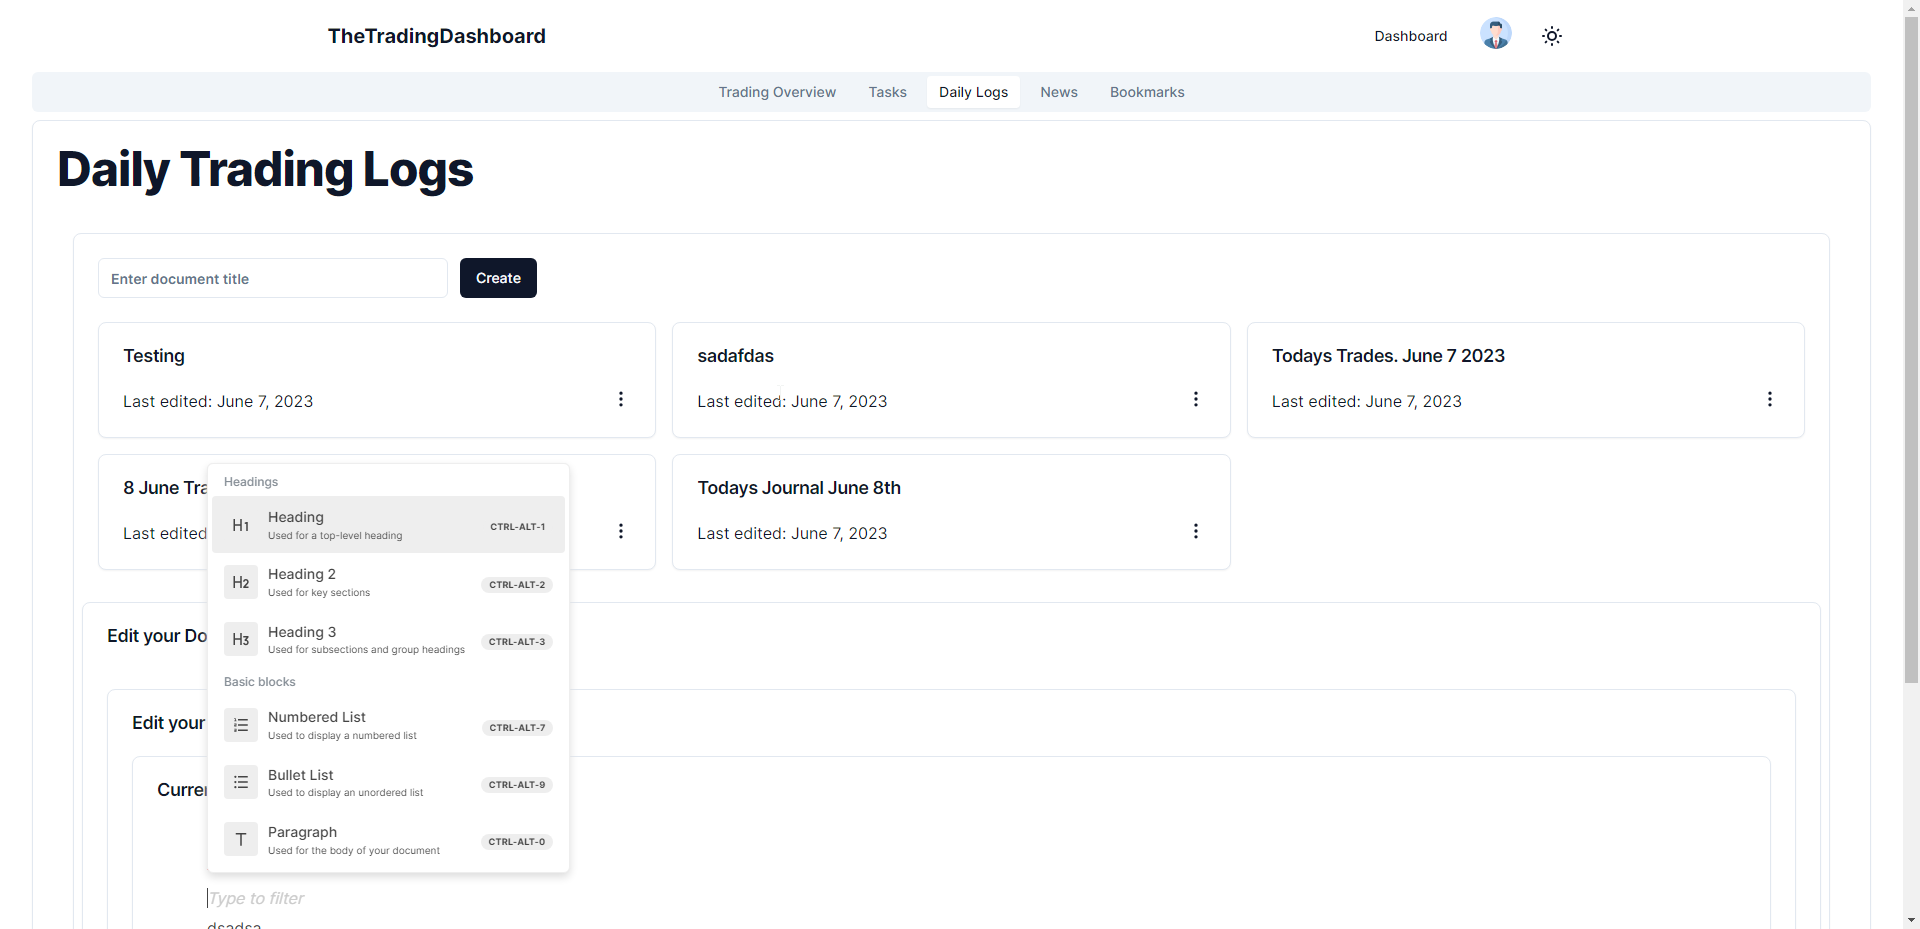 TheTradingDashboard
Dashboard
Trading Overview
Tasks
Daily Logs
News
Bookmarks
Daily Trading Logs
Enter document title
Create
Testing
Last edited: June 7, 2023
sadafdas
Last edited: June 7, 2023
Todays Trades. June 7 2023
Last edited: June 7, 2023
8 June
Last edited
Todays Journal June 8th
Last edited: June 7, 2023
Headings
H1
Heading
Used for a top-level heading
CTRL-ALT-1
H2
Heading 2
Used for key sections
CTRL-ALT-2
H3
Heading 3
Used for subsections and group headings
CTRL-ALT-3
Basic blocks
Numbered List
Used to display a numbered list
CTRL-ALT-7
Bullet List
Used to display an unordered list
CTRL-ALT-9
T
Paragraph
Used for the body of your document
CTRL-ALT-0
Edit your
Edit your
Type to filter
dsadsa